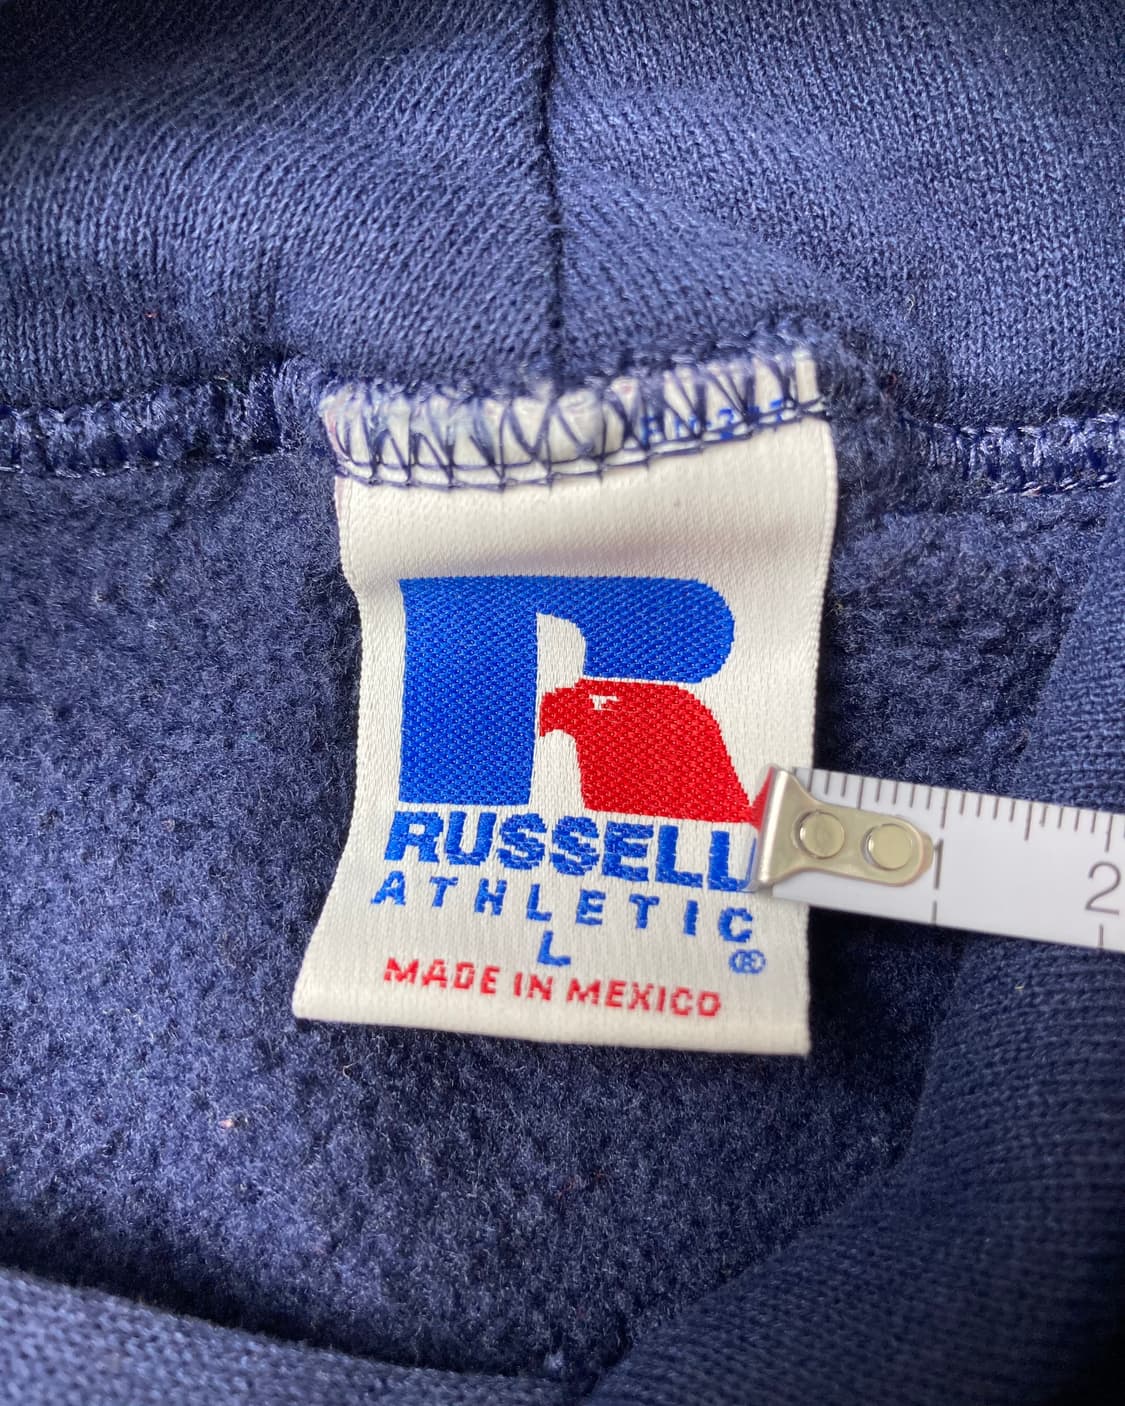 RUSSELL
ATHLETIC
L ®
MADE IN MEXICO
1
2